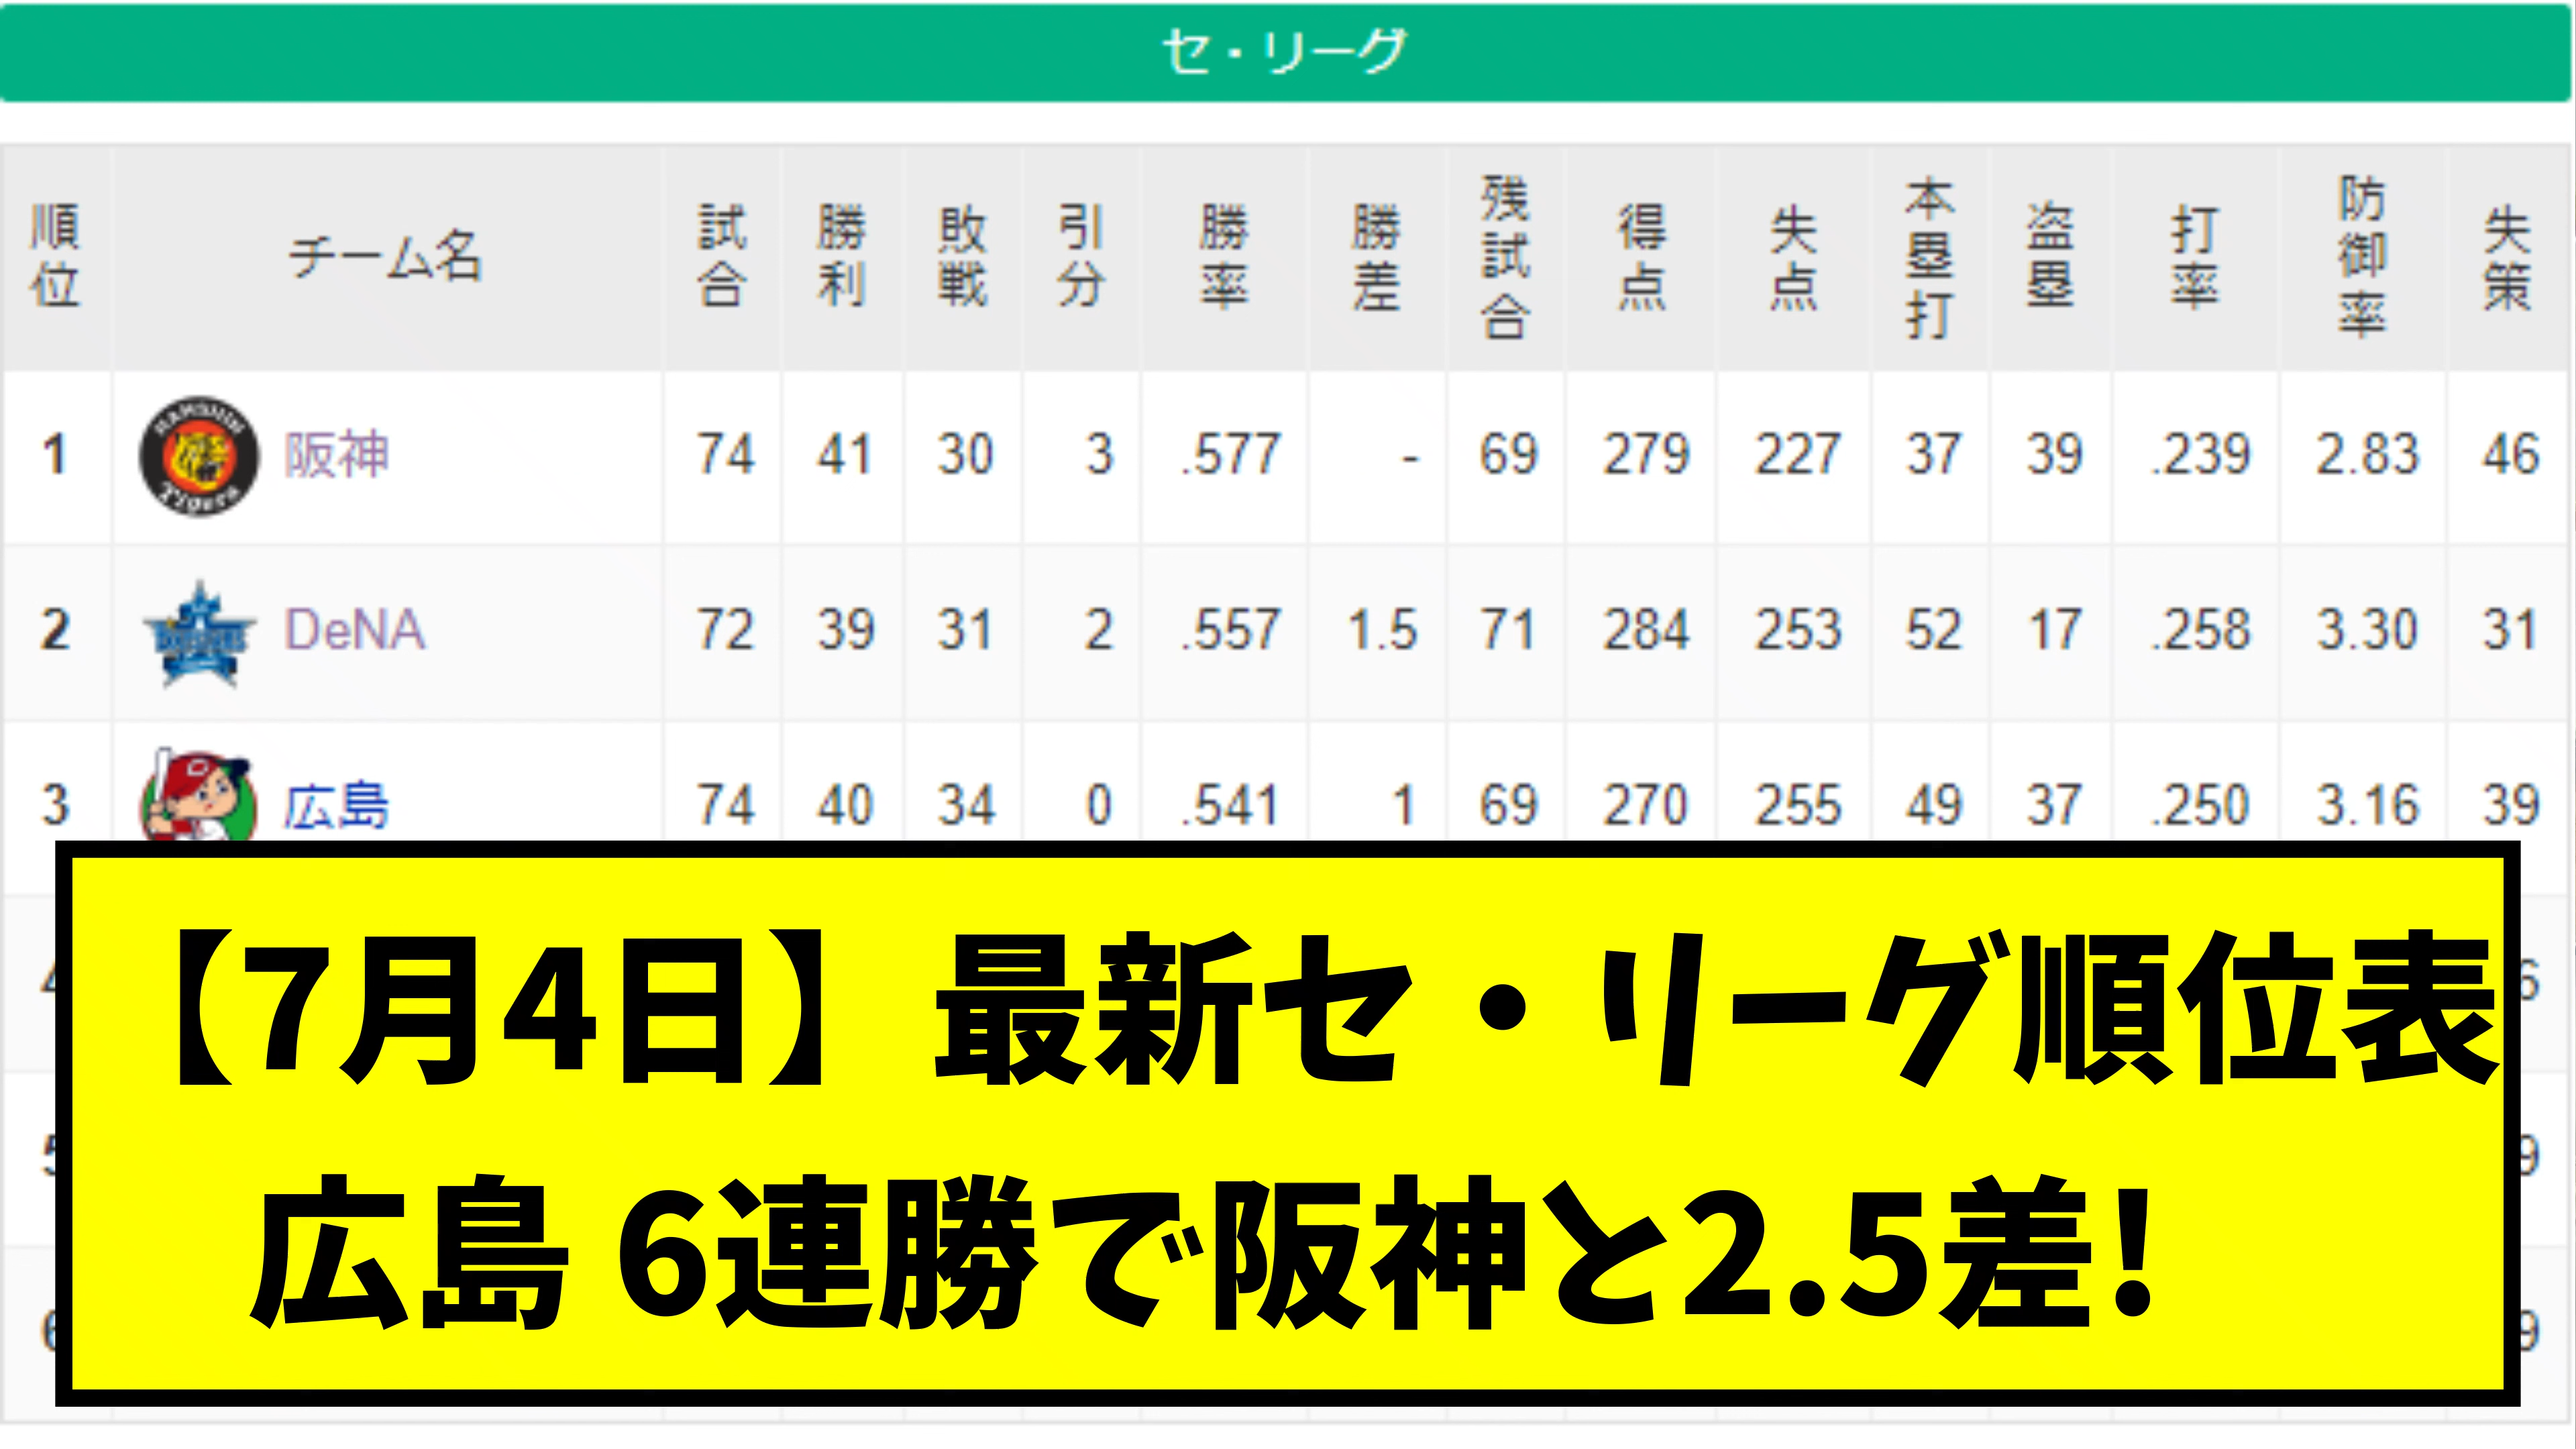 セ・リーグ
順位 チーム名 試合 勝利 敗戦 引分 勝率 勝差 残試合 得点 失点 本塁打 盗塁 打率 防御率 失策
1 HANSHIN Tigers 阪神 74 41 30 3 .577 - 69 279 227 37 39 .239 2.83 46
2 DeNA 72 39 31 2 .557 1.5 71 284 253 52 17 .258 3.30 31
3 広島 74 40 34 0 .541 1 69 270 255 49 37 .250 3.16 39
【7月4日】最新セ・リーグ順位表
広島 6連勝で阪神と2.5差!